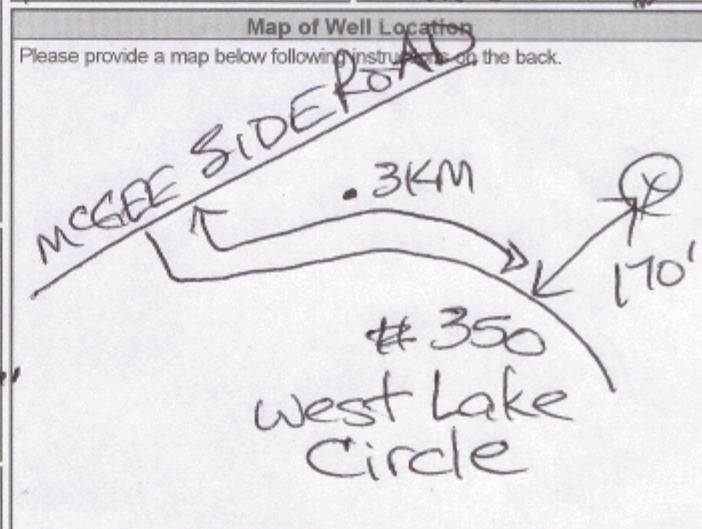 Map of Well Location
Please provide a map below following instructions on the back.
MCGEE SIDEROAD
.3KM
170'
#350
West Lake
Circle